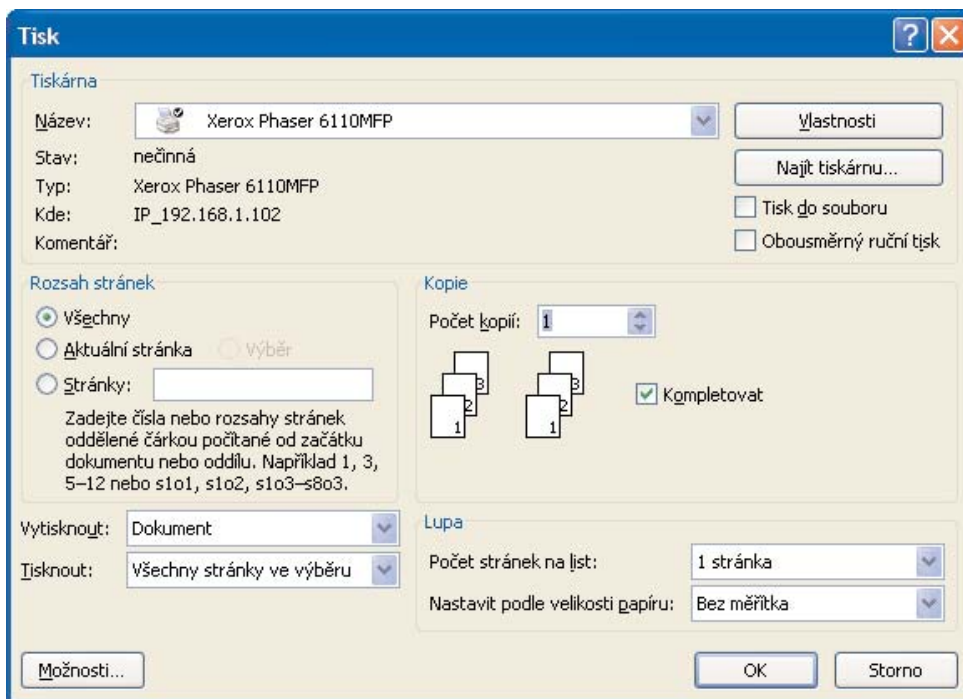 Tisk
Tiskárna
Název: Xerox Phaser 6110MFP Vlastnosti
Stav: nečinná
Typ: Xerox Phaser 6110MFP Najít tiskárnu...
Kde: IP_192.168.1.102 Tisk do souboru
Komentář: Obousměrný ruční tisk
Rozsah stránek
Všechny
Aktuální stránka Výběr
Stránky:
Zadejte čísla nebo rozsahy stránek
oddělené čárkou počítané od začátku
dokumentu nebo oddílu. Například 1, 3,
5–12 nebo s1o1, s1o2, s1o3–s8o3.
Kopie
Počet kopií: 1
3 3
2 2
1 1
Kompletovat
Vytisknout: Dokument
Tisknout: Všechny stránky ve výběru
Lupa
Počet stránek na list: 1 stránka
Nastavit podle velikosti papíru: Bez měřítka
Možnosti... OK Storno